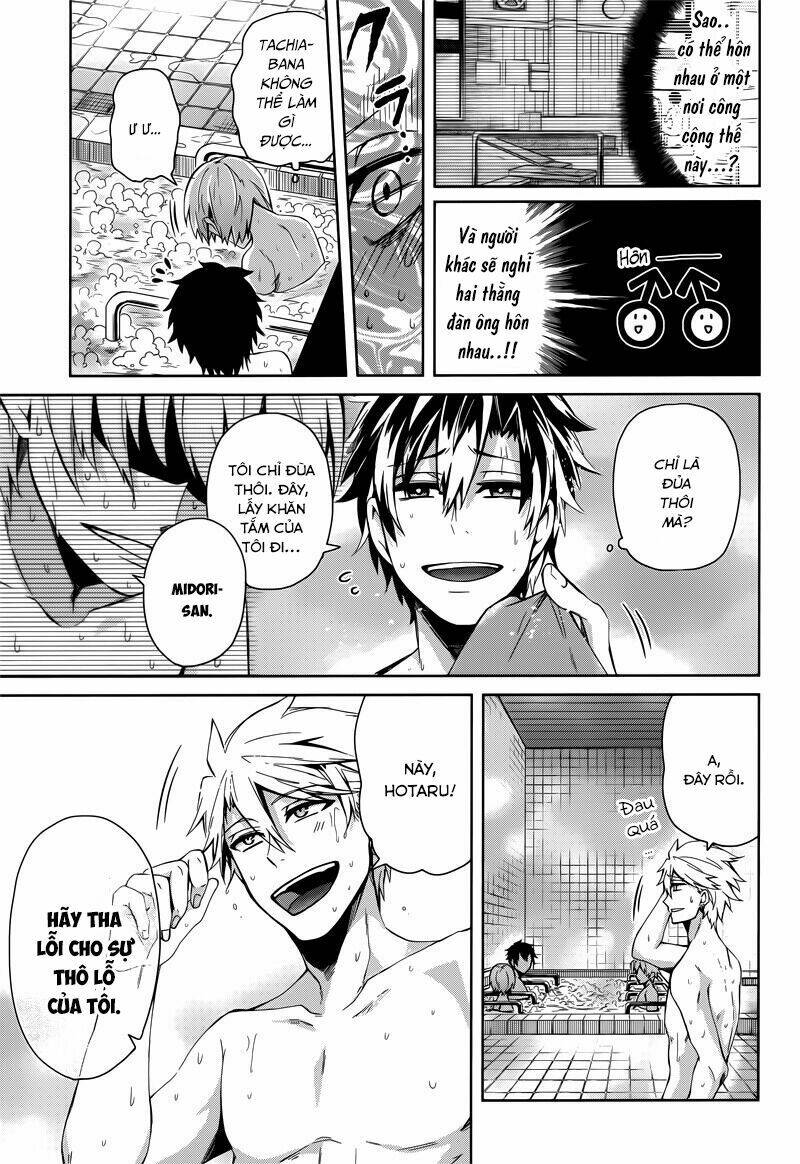 Sao..
có thể hôn
nhau ở một
nơi công
cộng thế
này...?
Hôn
Và người
khác sẽ nghĩ
hai thằng
đàn ông hôn
nhau..!!
クラ…
TACHIA-
BANA
KHÔNG
THỂ LÀM
GÌ
ĐƯỢC...
Ư Ư...
CHỈ LÀ
ĐÙA
THÔI
MÀ?
TÔI CHỈ ĐÙA
THÔI. ĐÂY,
LẤY KHĂN
TẮM CỦA
TÔI ĐI...
MIDORI-
SAN.
A,
ĐÂY RỒI.
Đau
quá
...
NÀY,
HOTARU!
HÃY THA
LỖI CHO SỰ
THÔ LỖ
CỦA TÔI.